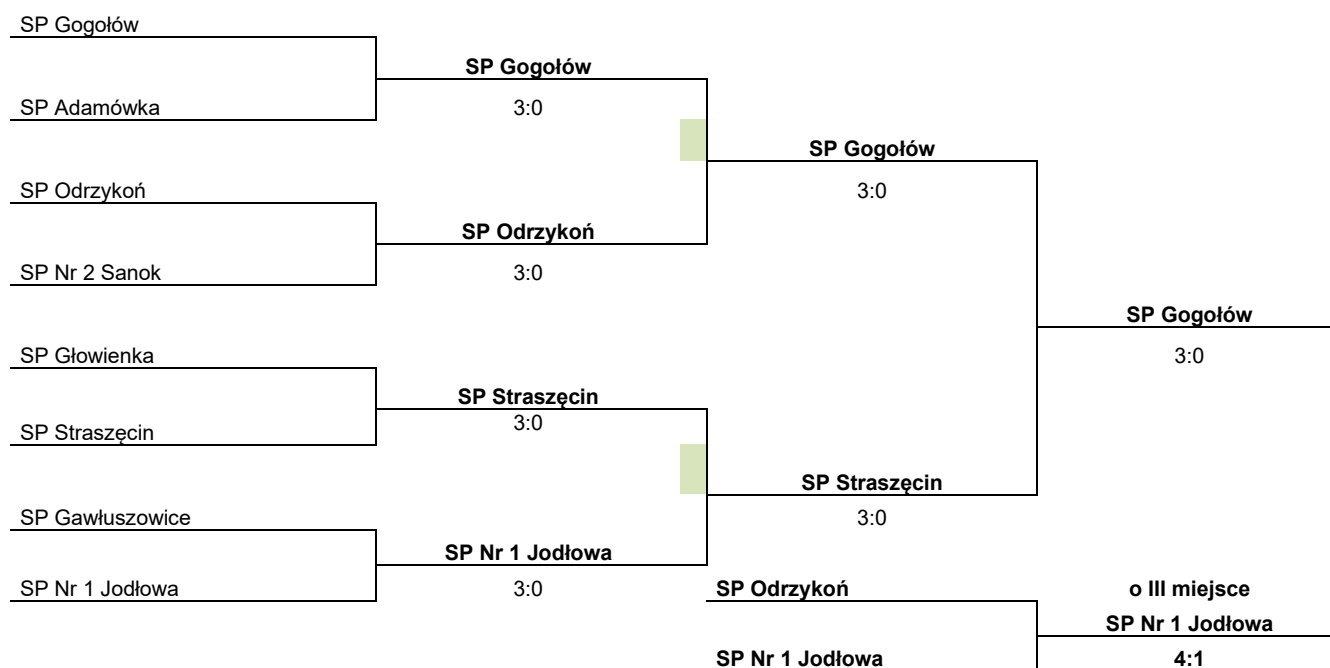 SP Gogołów
SP Gogołów
SP Adamówka
3:0
SP Gogołów
SP Odrzykoń
3:0
SP Odrzykoń
SP Nr 2 Sanok
3:0
SP Gogołów
SP Głowienka
3:0
SP Straszęcin
3:0
SP Straszęcin
SP Straszęcin
SP Gawłuszowice
3:0
SP Nr 1 Jodłowa
SP Nr 1 Jodłowa
3:0
SP Odrzykoń
o III miejsce
SP Nr 1 Jodłowa
SP Nr 1 Jodłowa
4:1